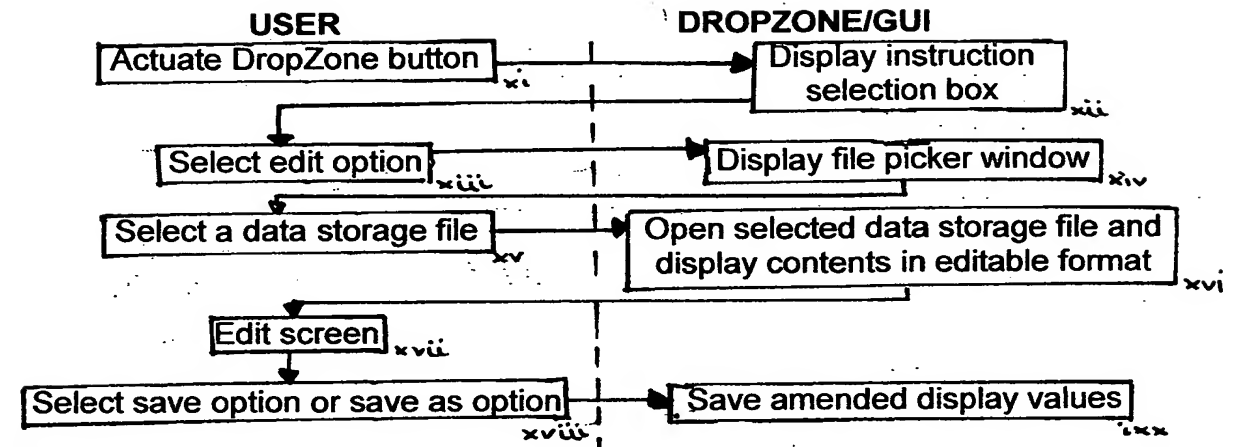 USER
DROPZONE/GUI
Actuate DropZone button
xi
Display instruction
selection box
xii
Select edit option
xiii
Display file picker window
xiv
Select a data storage file
xv
Open selected data storage file and
display contents in editable format
xvi
Edit screen
xvii
Select save option or save as option
xviii
Save amended display values
ixx